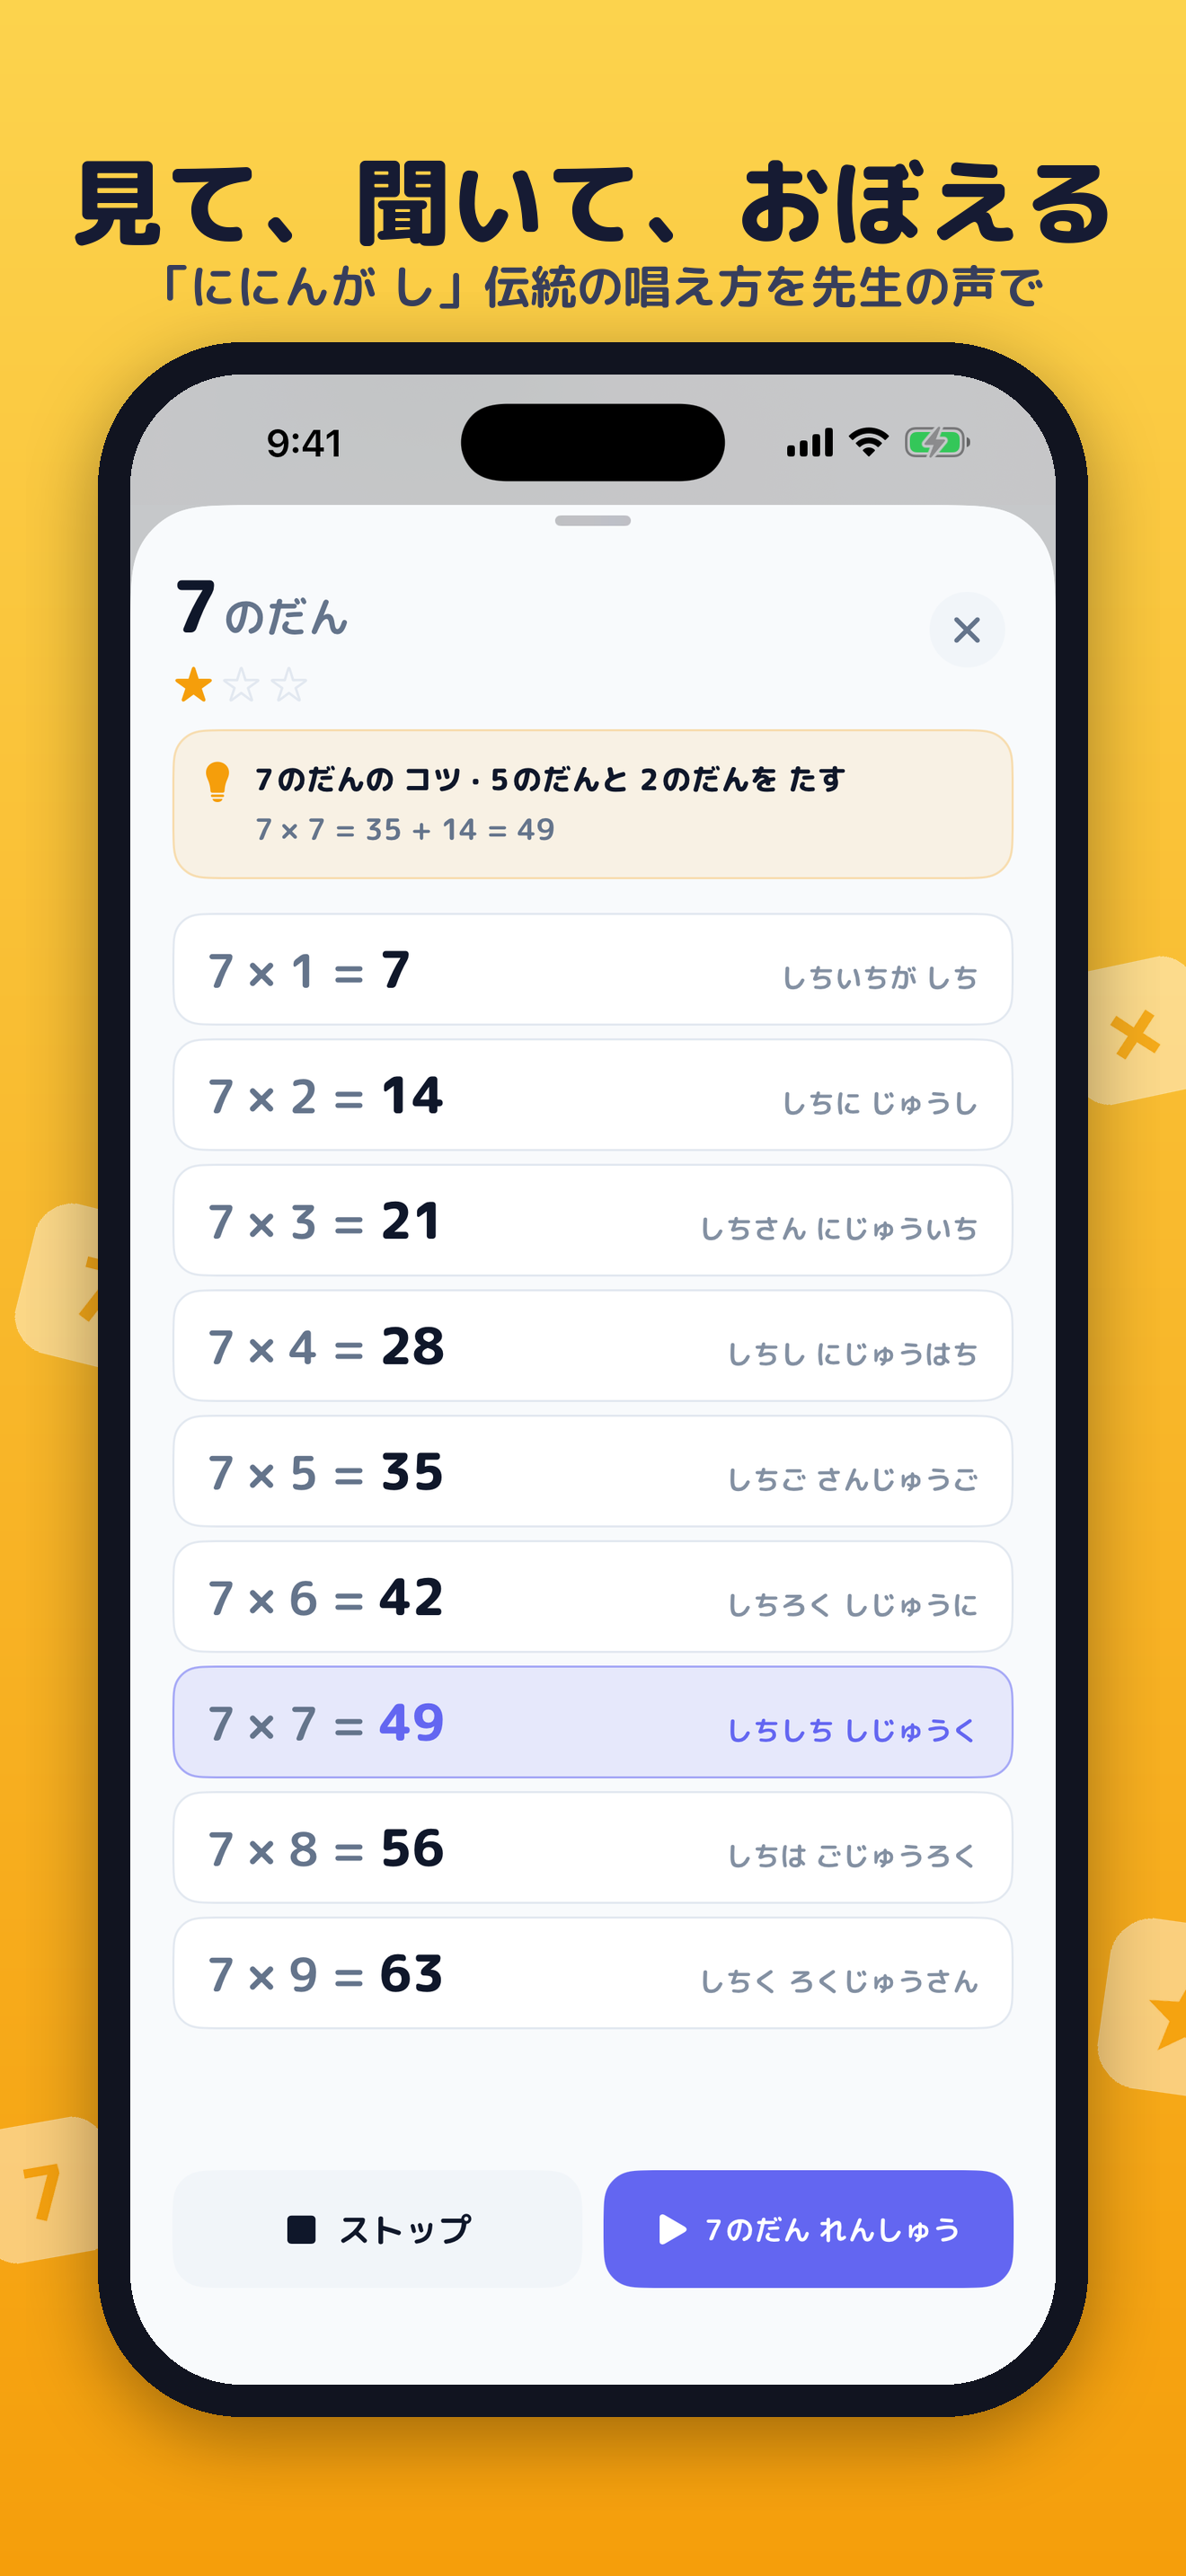 見て、聞いて、おぼえる
「ににんが し」伝統の唱え方を先生の声で
9:41
7のだん
7のだんの コツ・5のだんと 2のだんを たす
7 × 7 = 35 + 14 = 49
7 × 1 = 7 しちいちが しち
×
7 × 2 = 14 しちに じゅうし
7 × 3 = 21 しちさん にじゅういち
7
7 × 4 = 28 しちし にじゅうはち
7 × 5 = 35 しちご さんじゅうご
7 × 6 = 42 しちろく しじゅうに
7 × 7 = 49 しちしち しじゅうく
7 × 8 = 56 しちは ごじゅうろく
7 × 9 = 63 しちく ろくじゅうさん
7
ストップ
7のだん れんしゅう